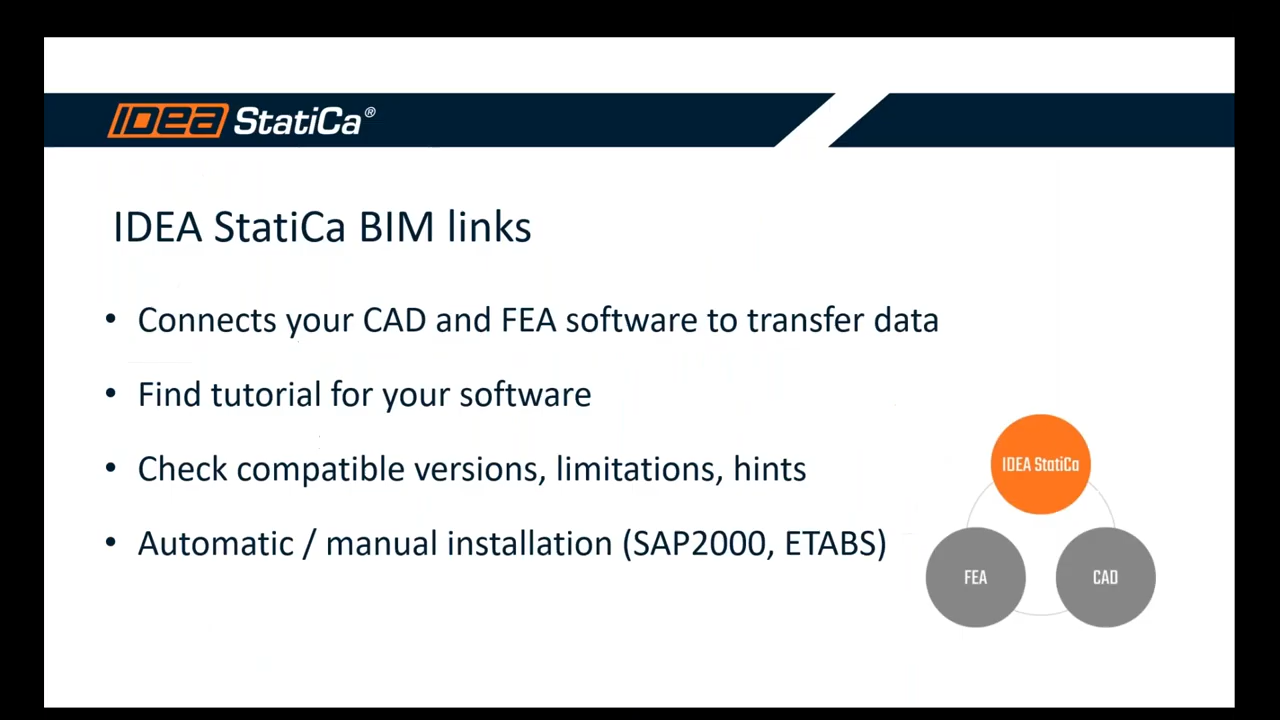 IDEA StatiCa®
IDEA StatiCa BIM links
• Connects your CAD and FEA software to transfer data
• Find tutorial for your software
• Check compatible versions, limitations, hints
• Automatic / manual installation (SAP2000, ETABS)
IDEA StatiCa
FEA
CAD